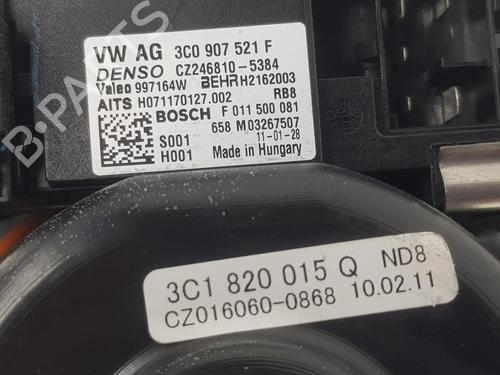 VW AG 3C0 907 521 F
DENSO CZ246810-5384
Valeo 997164W BEHR H2162003
AITS H071170127.002 RB8
BOSCH F 011 500 081
658 M03267507
S001 11-01-28
H001 Made in Hungary
3C1 820 015 Q ND8
CZ016060-0868 10.02.11